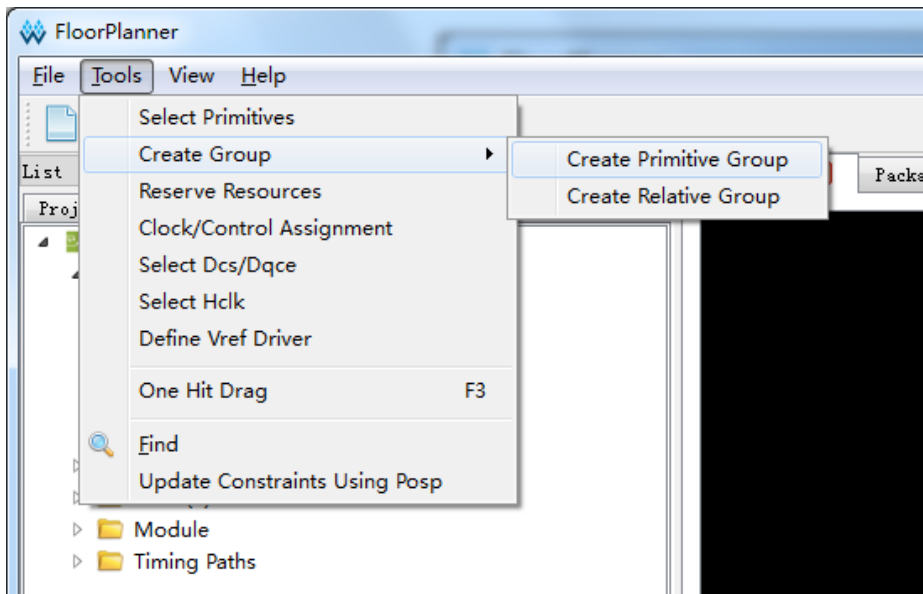 FloorPlanner
File Tools View Help
Select Primitives
Create Group
Create Primitive Group
Create Relative Group
Reserve Resources
Clock/Control Assignment
Select Dcs/Dqce
Select Hclk
Define Vref Driver
One Hit Drag F3
Find
Update Constraints Using Posp
List
Proj
Packa
Module
Timing Paths